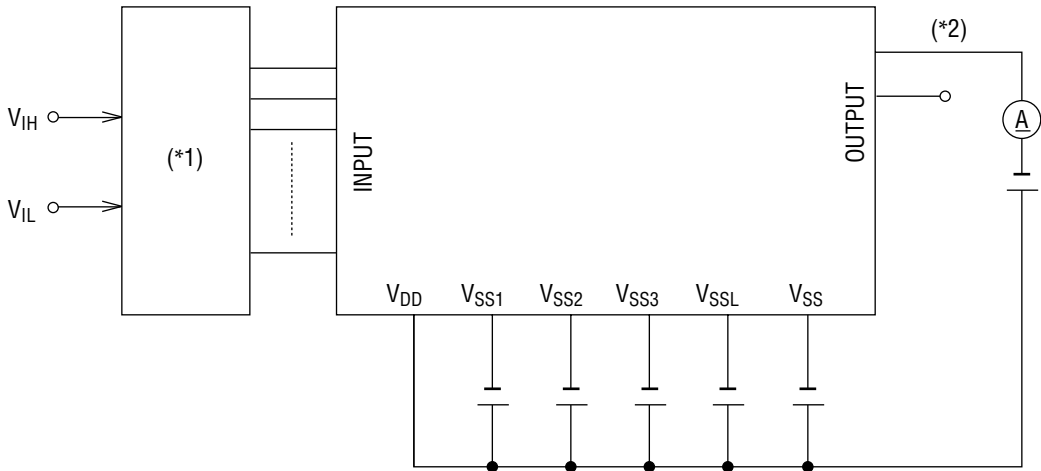 (*2)
V_IH
V_IL
(*1)
INPUT
OUTPUT
A
V_DD
V_SS1
V_SS2
V_SS3
V_SSL
V_SS